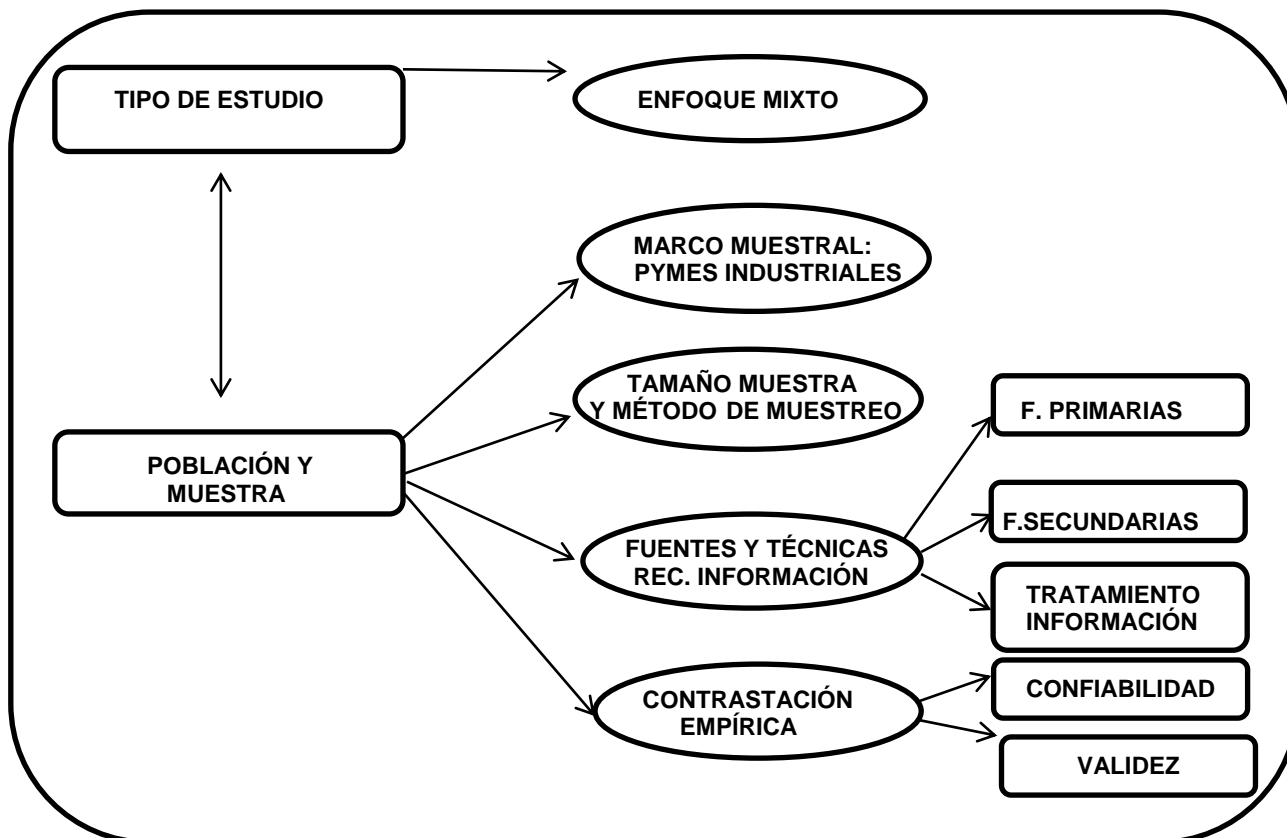 TIPO DE ESTUDIO
ENFOQUE MIXTO
MARCO MUESTRAL:
PYMES INDUSTRIALES
TAMAÑO MUESTRA
Y MÉTODO DE MUESTREO
F. PRIMARIAS
POBLACIÓN Y
MUESTRA
F.SECUNDARIAS
FUENTES Y TÉCNICAS
REC. INFORMACIÓN
TRATAMIENTO
INFORMACIÓN
CONTRASTACIÓN
EMPÍRICA
CONFIABILIDAD
VALIDEZ